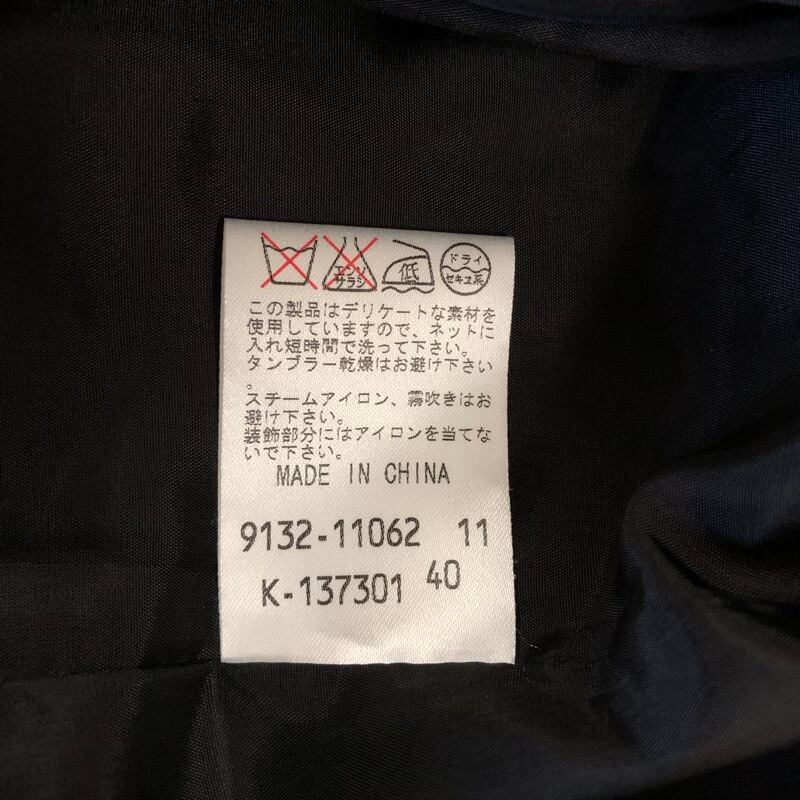 エンソ
サラシ
低
ドライ
セキユ系
この製品はデリケートな素材を
使用していますので、ネットに
入れ短時間で洗って下さい。
タンブラー乾燥はお避け下さい
。
スチームアイロン、霧吹きはお
避け下さい。
装飾部分にはアイロンを当てな
いで下さい。
MADE IN CHINA
9132-11062 11
K-137301 40